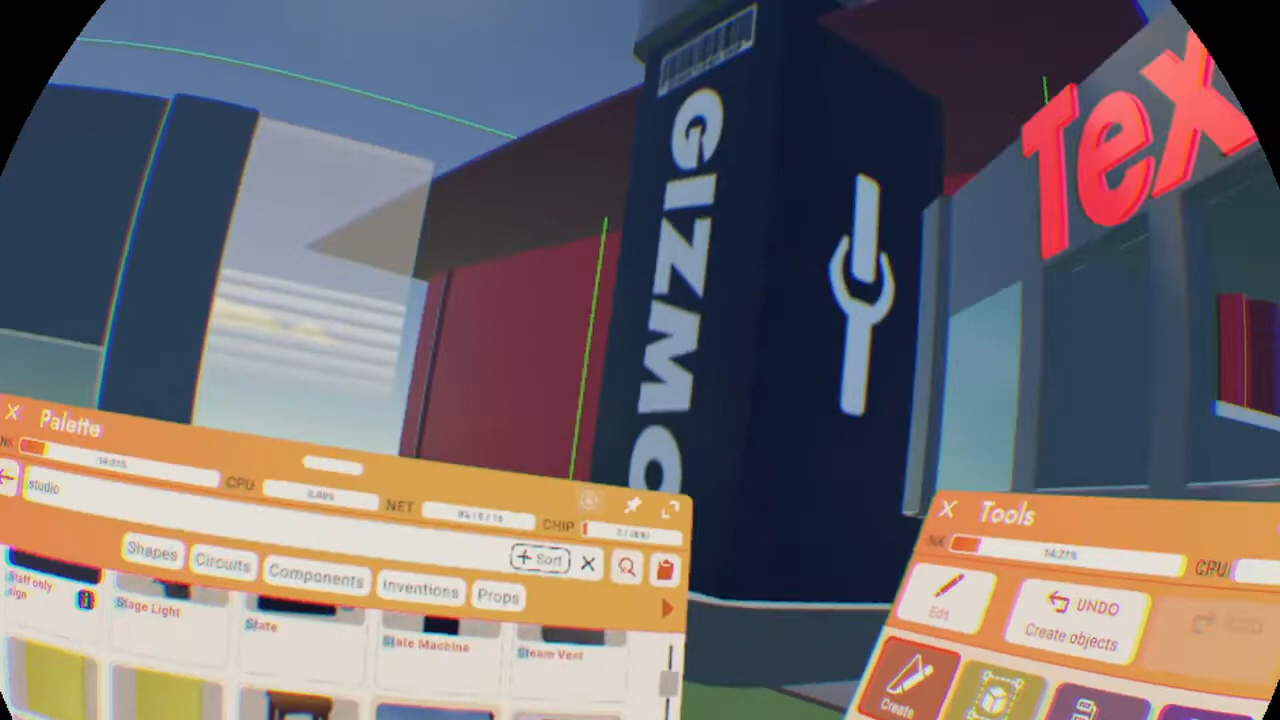 GIZMO
TeX
Palette
CPU
NET
CHIP
studio
Sort
Shapes
Circuits
Components
Inventions
Props
Staff only
sign
Stage Light
State
State Machine
Steam Vent
Tools
CPU
Edit
UNDO
Create objects
Create